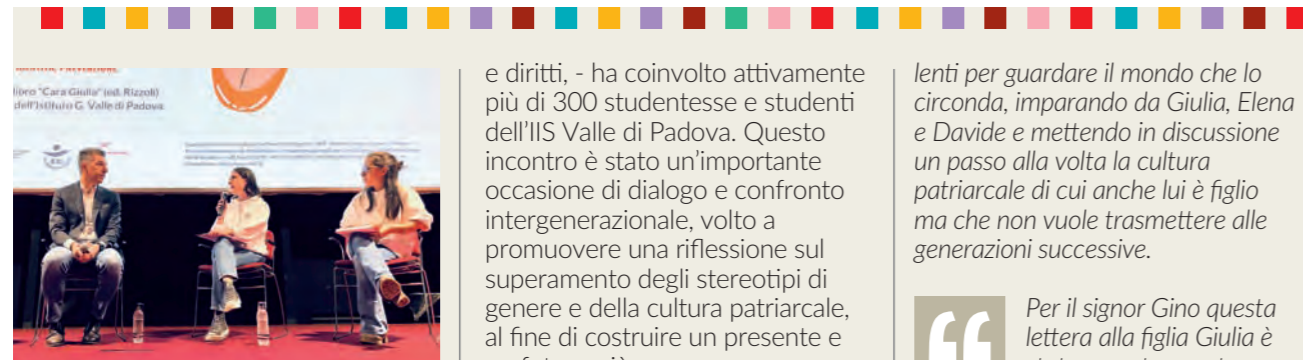 libro "Cara Giulia" (ed. Rizzoli)
dell'Istituto G. Valle di Padova
e diritti, - ha coinvolto attivamente
più di 300 studentesse e studenti
dell'IIS Valle di Padova. Questo
incontro è stato un'importante
occasione di dialogo e confronto
intergenerazionale, volto a
promuovere una riflessione sul
superamento degli stereotipi di
genere e della cultura patriarcale,
al fine di costruire un presente e
lenti per guardare il mondo che lo
circonda, imparando da Giulia, Elena
e Davide e mettendo in discussione
un passo alla volta la cultura
patriarcale di cui anche lui è figlio
ma che non vuole trasmettere alle
generazioni successive.
“
Per il signor Gino questa
lettera alla figlia Giulia è